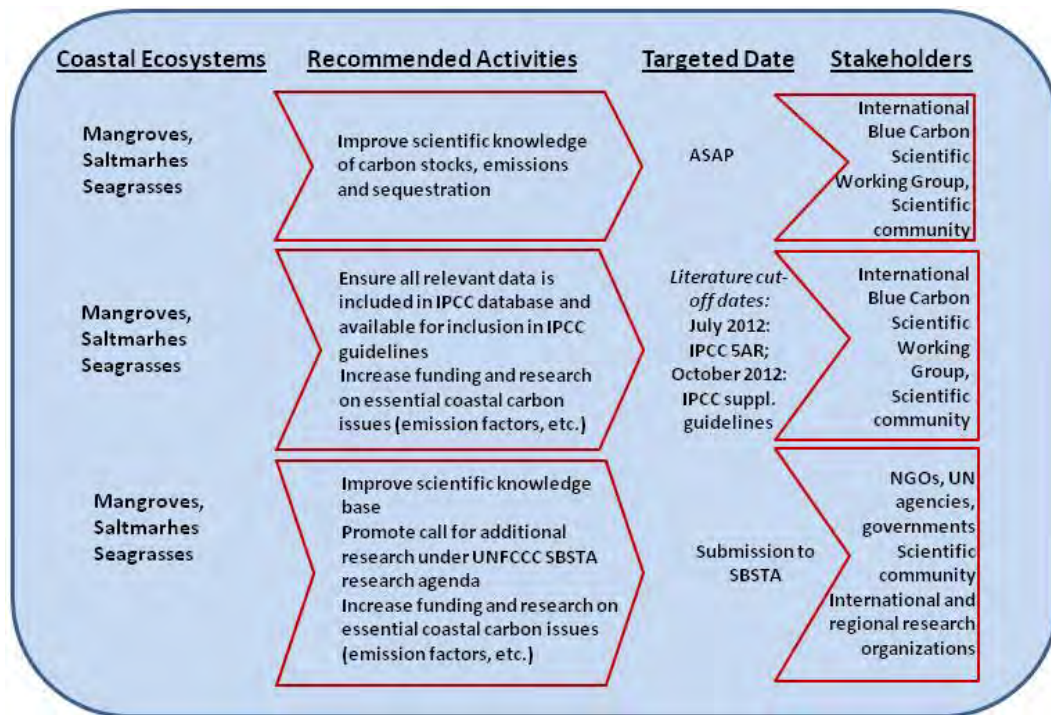 Coastal Ecosystems
Recommended Activities
Targeted Date
Stakeholders
Mangroves,
Saltmarhes
Seagrasses
Improve scientific knowledge
of carbon stocks, emissions
and sequestration
ASAP
International
Blue Carbon
Scientific
Working Group,
Scientific
community
Mangroves,
Saltmarhes
Seagrasses
Ensure all relevant data is
included in IPCC database and
available for inclusion in IPCC
guidelines
Increase funding and research
on essential coastal carbon
issues (emission factors, etc.)
Literature cut-
off dates:
July 2012:
IPCC 5AR;
October 2012:
IPCC suppl.
guidelines
International
Blue Carbon
Scientific
Working
Group,
Scientific
community
Mangroves,
Saltmarhes
Seagrasses
Improve scientific knowledge
base
Promote call for additional
research under UNFCCC SBSTA
research agenda
Increase funding and research on
essential coastal carbon issues
(emission factors, etc.)
Submission to
SBSTA
NGOs, UN
agencies,
governments
Scientific
community
International and
regional research
organizations